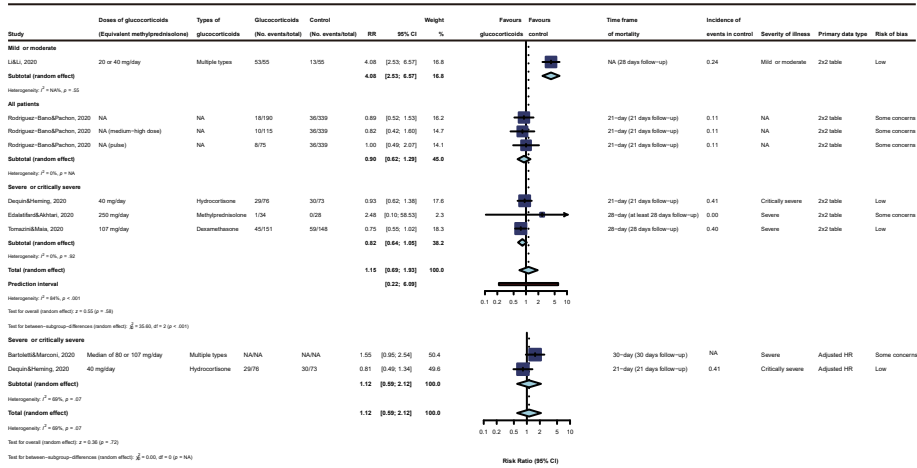 Doses of glucocorticoids Types of Glucocorticoids Control Weight Favours Favours Time frame Incidence of
Study (Equivalent methylprednisolone) glucocorticoids (No. events/total) (No. events/total) RR 95% CI % glucocorticoids control of mortality events in control Severity of illness Primary data type Risk of bias
Mild or moderate
Li&Li, 2020 20 or 40 mg/day Multiple types 53/55 13/55 4.08 [2.53; 6.57] 16.8 NA (28 days follow−up) 0.24 Mild or moderate 2x2 table Low
Subtotal (random effect) 4.08 [2.53; 6.57] 16.8
Heterogeneity: I² = NA%, p = .55
All patients
Rodriguez−Bano&Pachon, 2020 NA NA 18/190 36/339 0.89 [0.52; 1.53] 16.2 21−day (21 days follow−up) 0.11 NA 2x2 table Some concerns
Rodriguez−Bano&Pachon, 2020 NA (medium−high dose) NA 10/115 36/339 0.82 [0.42; 1.60] 14.7 21−day (21 days follow−up) 0.11 NA 2x2 table Some concerns
Rodriguez−Bano&Pachon, 2020 NA (pulse) NA 8/75 36/339 1.00 [0.49; 2.07] 14.1 21−day (21 days follow−up) 0.11 NA 2x2 table Some concerns
Subtotal (random effect) 0.90 [0.62; 1.29] 45.0
Heterogeneity: I² = 0%, p = NA
Severe or critically severe
Dequin&Heming, 2020 40 mg/day Hydrocortisone 29/76 30/73 0.93 [0.62; 1.38] 17.6 21−day (21 days follow−up) 0.41 Critically severe 2x2 table Low
Edalatifard&Akhtari, 2020 250 mg/day Methylprednisolone 1/34 0/28 2.48 [0.10; 58.53] 2.3 28−day (at least 28 days follow−up) 0.00 Severe 2x2 table Some concerns
Tomazini&Maia, 2020 107 mg/day Dexamethasone 45/151 59/148 0.75 [0.55; 1.02] 18.3 28−day (28 days follow−up) 0.40 Severe 2x2 table Low
Subtotal (random effect) 0.82 [0.64; 1.05] 38.2
Heterogeneity: I² = 0%, p = .92
Total (random effect) 1.15 [0.69; 1.93] 100.0
Prediction interval [0.22; 6.09]
Heterogeneity: I² = 84%, p < .001
0.1 0.2 0.5 1 2 5 10
Test for overall (random effect): z = 0.55 (p = .58)
Test for between−subgroup−differences (random effect): = 35.60, df = 2 (p < .001)
Severe or critically severe
Bartoletti&Marconi, 2020 Median of 80 or 107 mg/day Multiple types NA/NA NA/NA 1.55 [0.95; 2.54] 50.4 30−day (30 days follow−up) NA Severe Adjusted HR Some concerns
Dequin&Heming, 2020 40 mg/day Hydrocortisone 29/76 30/73 0.81 [0.49; 1.34] 49.6 21−day (21 days follow−up) 0.41 Critically severe Adjusted HR Low
Subtotal (random effect) 1.12 [0.59; 2.12] 100.0
Heterogeneity: I² = 69%, p = .07
Total (random effect) 1.12 [0.59; 2.12] 100.0
Heterogeneity: I² = 69%, p = .07
0.1 0.2 0.5 1 2 5 10
Test for overall (random effect): z = 0.36 (p = .72)
Test for between−subgroup−differences (random effect): = 0.00, df = 0 (p = NA)
Risk Ratio (95% CI)